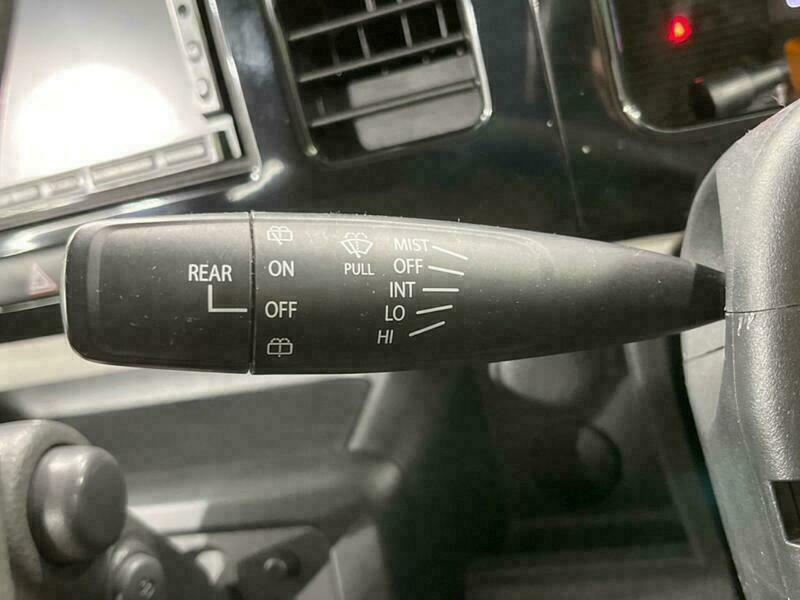 REAR
ON
OFF
PULL
MIST
OFF
INT
LO
HI